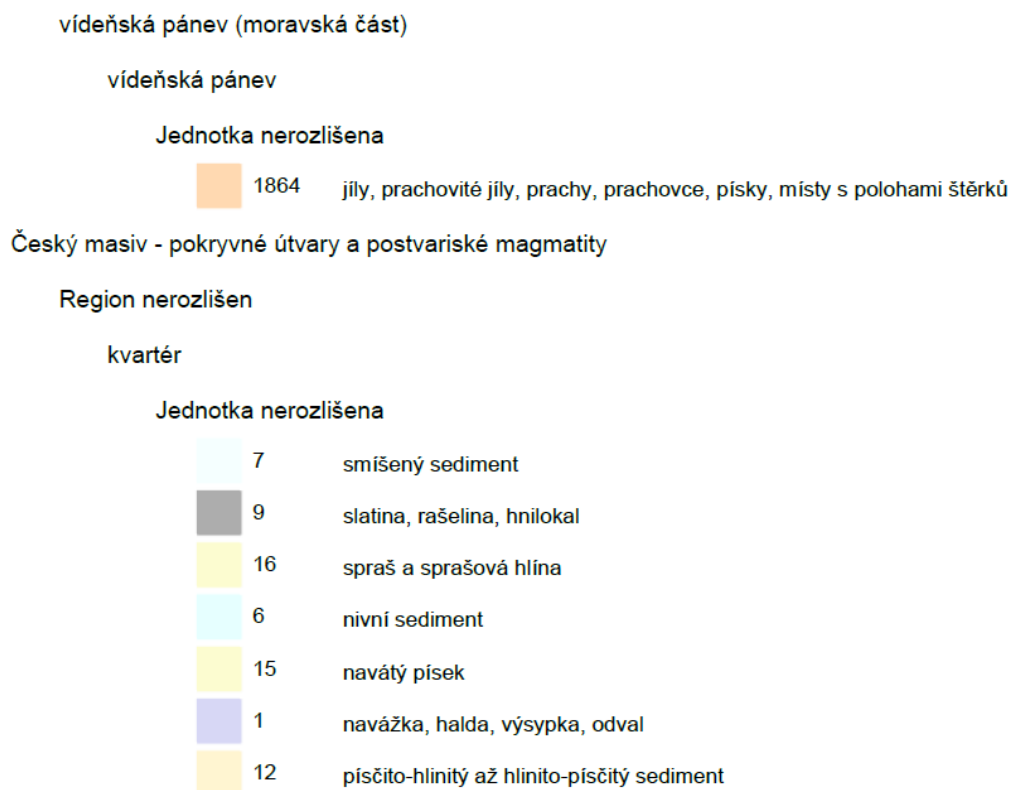 vídeňská pánev (moravská část)
vídeňská pánev
Jednotka nerozlišena
1864 jíly, prachovité jíly, prachy, prachovce, písky, místy s polohami štěrků
Český masiv - pokryvné útvary a postvariské magmatity
Region nerozlišen
kvartér
Jednotka nerozlišena
7 smíšený sediment
9 slatina, rašelina, hnilokal
16 spraš a sprašová hlína
6 nivní sediment
15 navátý písek
1 navážka, halda, výsypka, odval
12 písčito-hlinitý až hlinito-písčitý sediment